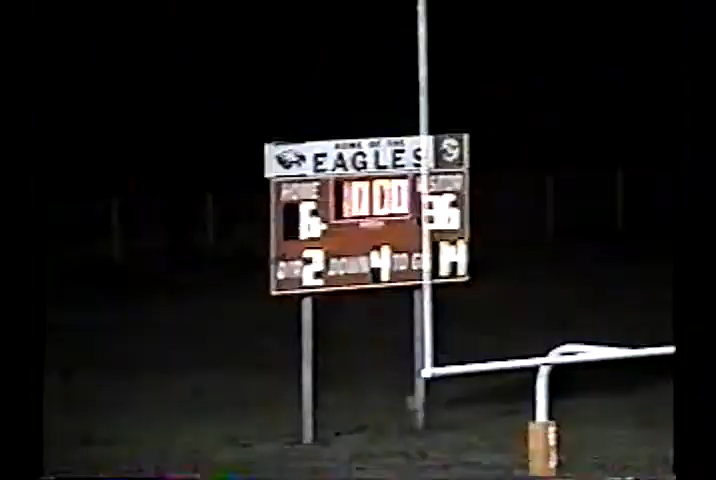 HOME OF THE
EAGLES
HOME 10:00
6 36
QTR 2 DOWN 4 TO GO 14